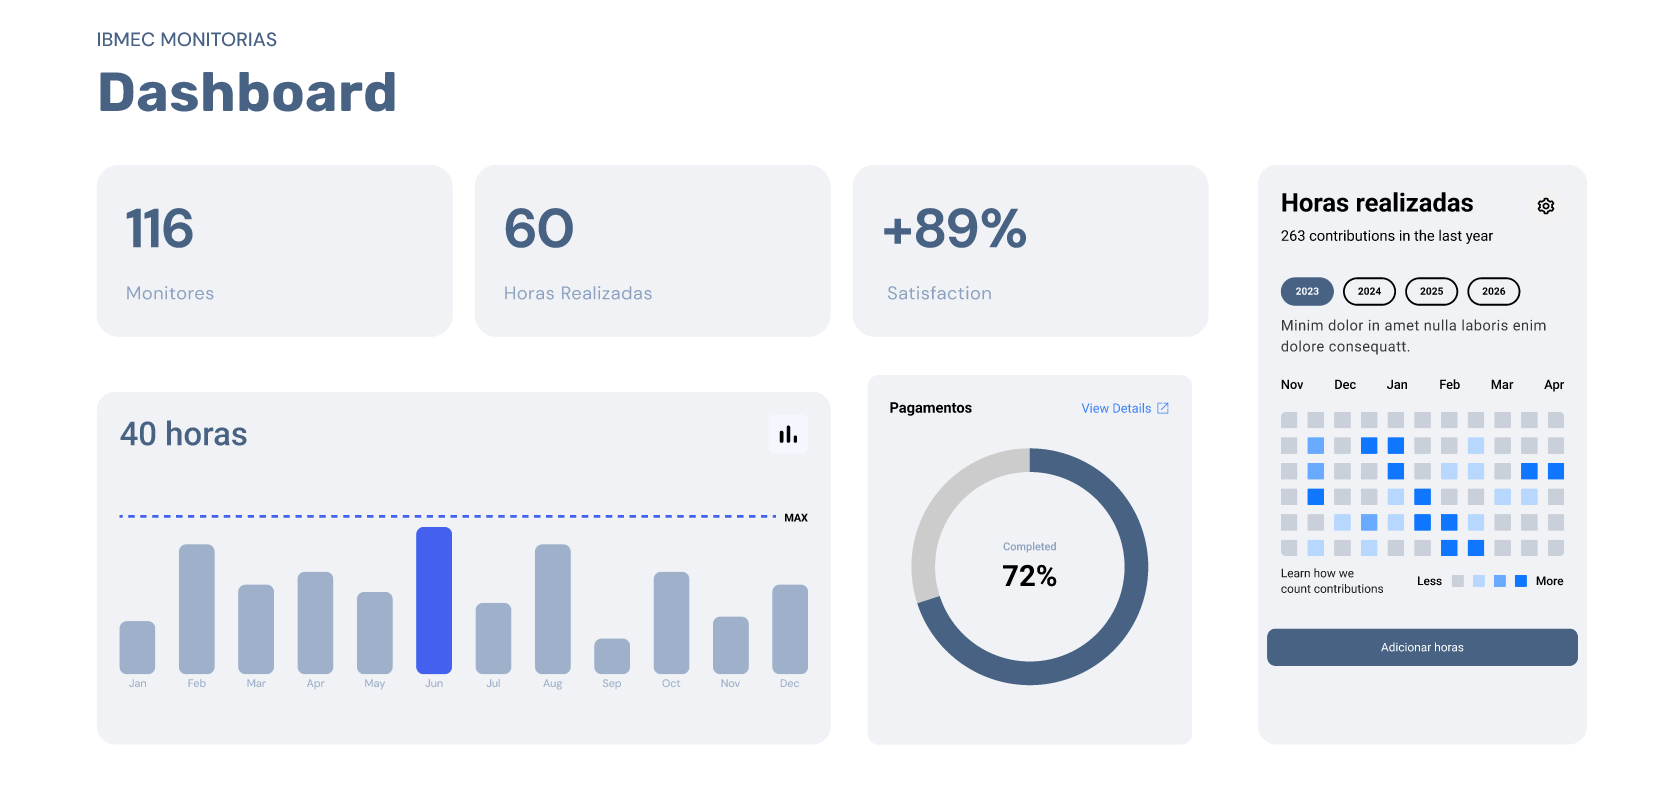 IBMEC MONITORIAS
Dashboard
116
Monitores
60
Horas Realizadas
+89%
Satisfaction
40 horas
MAX
Jan Feb Mar Apr May Jun Jul Aug Sep Oct Nov Dec
Pagamentos
View Details
Completed
72%
Horas realizadas
263 contributions in the last year
2023 2024 2025 2026
Minim dolor in amet nulla laboris enim
dolore consequatt.
Nov Dec Jan Feb Mar Apr
Learn how we
count contributions
Less More
Adicionar horas